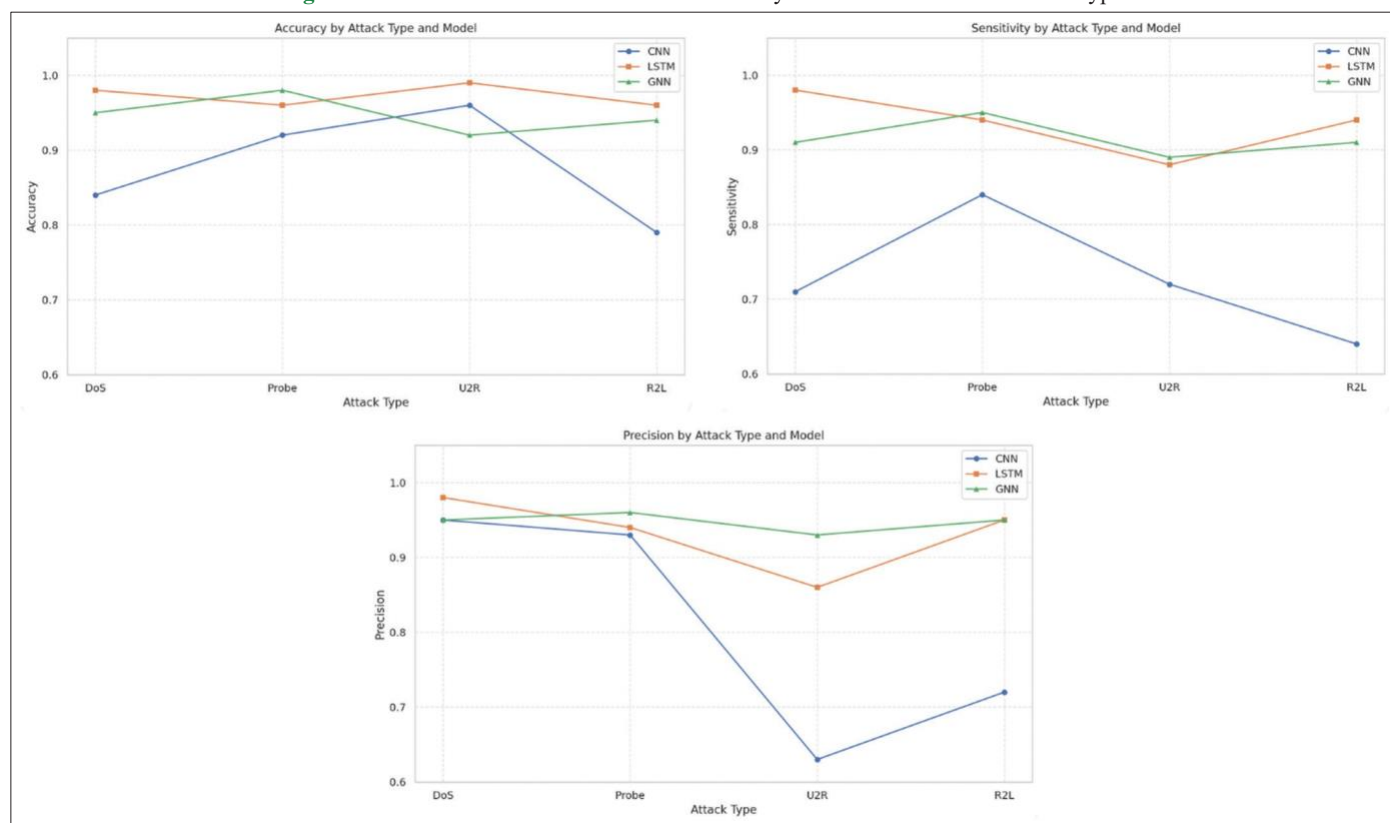 Accuracy by Attack Type and Model
CNN
LSTM
GNN
1.0
0.9
0.8
0.7
0.6
Accuracy
DoS
Probe
U2R
R2L
Attack Type
Sensitivity by Attack Type and Model
CNN
LSTM
GNN
1.0
0.9
0.8
0.7
0.6
Sensitivity
DoS
Probe
U2R
R2L
Attack Type
Precision by Attack Type and Model
CNN
LSTM
GNN
1.0
0.9
0.8
0.7
0.6
Precision
DoS
Probe
U2R
R2L
Attack Type